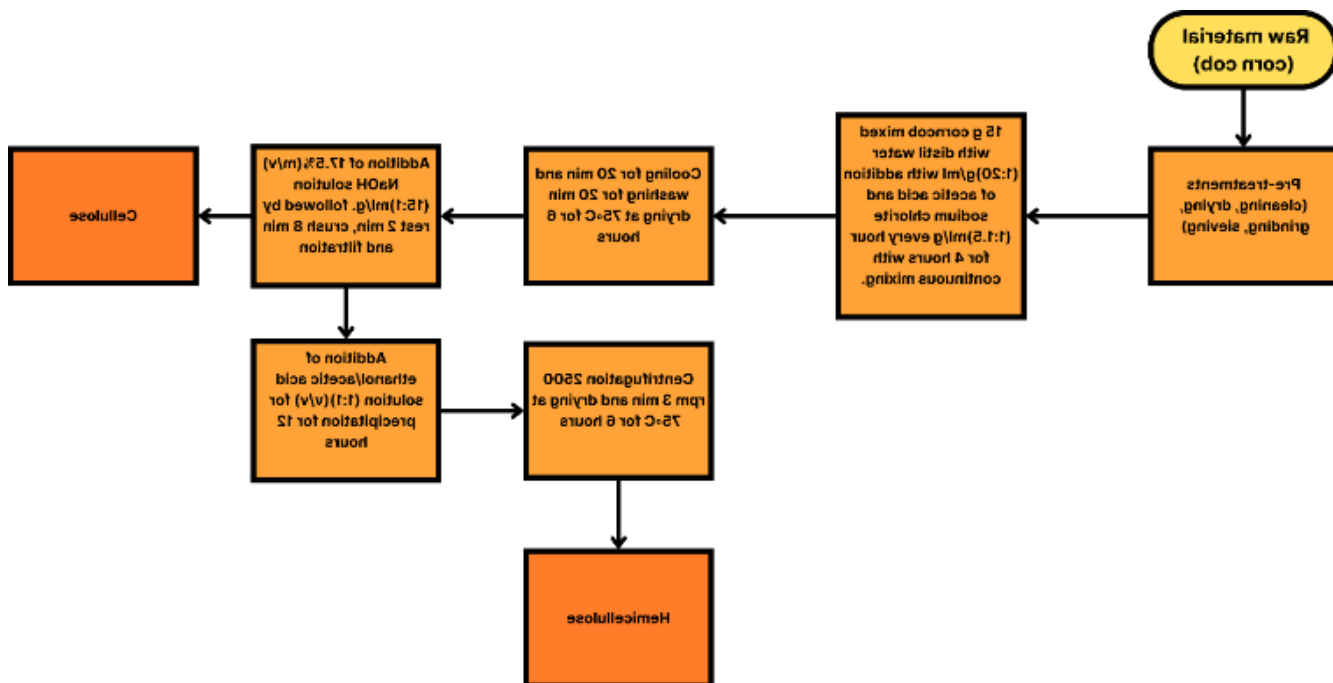 Raw material
(corn cob)
Pre-treatments
(cleaning, drying,
grinding, sieving)
15 g corncob mixed
with distil water
(1:20)g/ml with addition
of acetic acid and
sodium chlorite
(1:1.5)ml/g every hour
for 4 hours with
continuous mixing.
Cooling for 20 min and
washing for 20 min
drying at 75∘C for 6
hours
Addition of 17.5%(m/v)
NaOH solution
(15:1)ml/g. followed by
rest 2 min, crush 8 min
and filtration
Cellulose
Addition of
ethanol/acetic acid
solution (1:1)(v/v) for
precipitation for 12
hours
Centrifugation 2500
rpm 3 min and drying at
75∘C for 6 hours
Hemicellulose